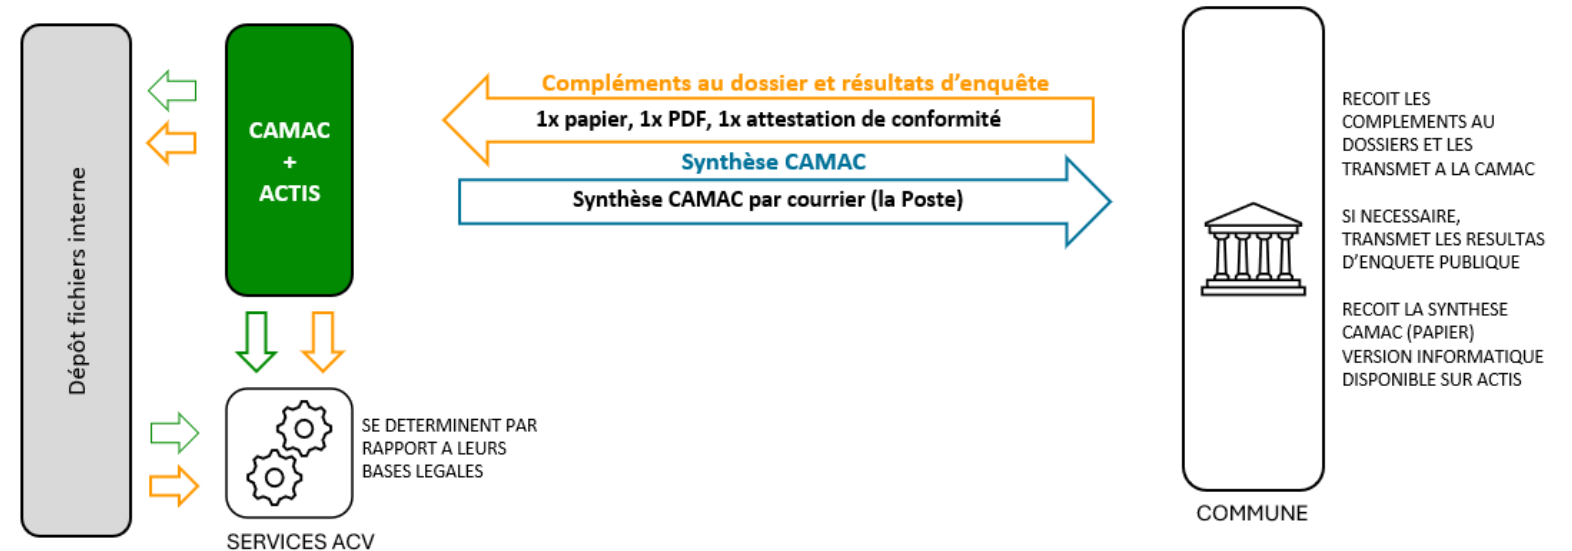 Dépôt fichiers interne
CAMAC
+
ACTIS
Compléments au dossier et résultats d’enquête
1x papier, 1x PDF, 1x attestation de conformité
Synthèse CAMAC
Synthèse CAMAC par courrier (la Poste)
SE DETERMINENT PAR
RAPPORT A LEURS
BASES LEGALES
SERVICES ACV
COMMUNE
RECOIT LES
COMPLEMENTS AU
DOSSIERS ET LES
TRANSMET A LA CAMAC
SI NECESSAIRE,
TRANSMET LES RESULTAS
D’ENQUETE PUBLIQUE
RECOIT LA SYNTHESE
CAMAC (PAPIER)
VERSION INFORMATIQUE
DISPONIBLE SUR ACTIS